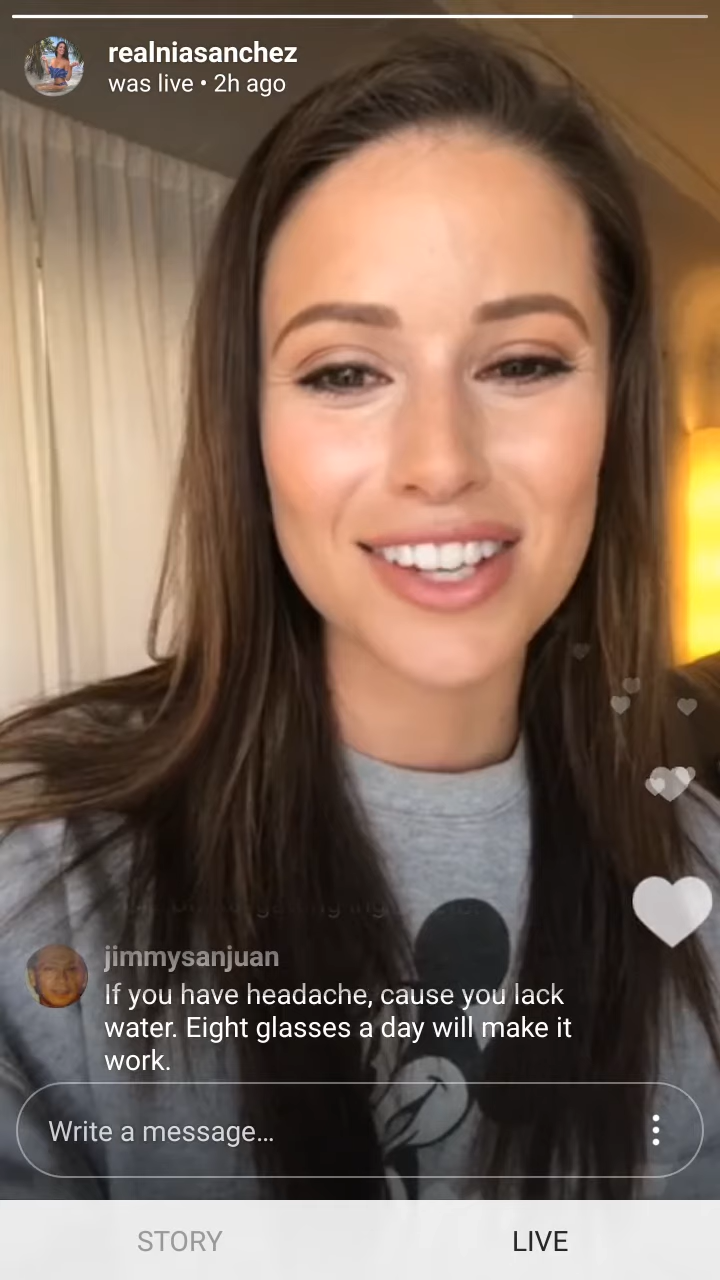 realniasanchez
was live • 2h ago
jimmysanjuan
If you have headache, cause you lack
water. Eight glasses a day will make it
work.
Write a message...
STORY
LIVE